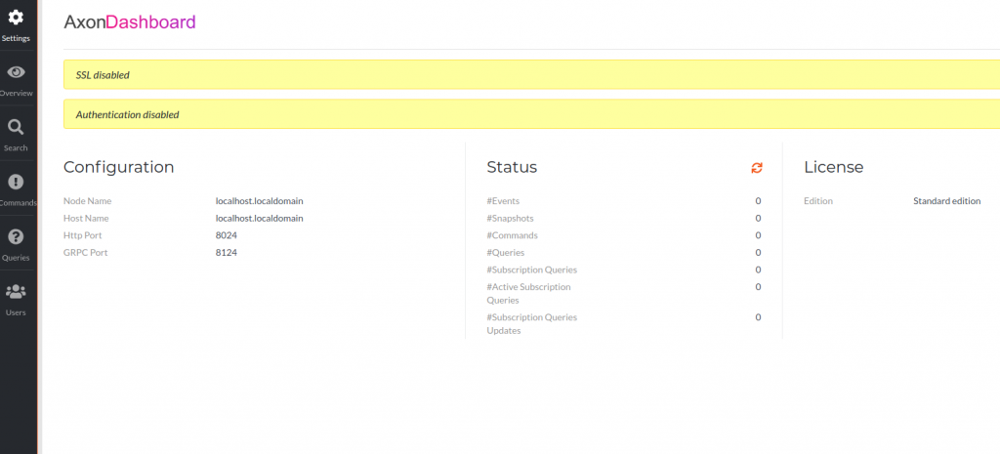 Settings
Overview
Search
Commands
Queries
Users
AxonDashboard
SSL disabled
Authentication disabled
Configuration
Node Name localhost.localdomain
Host Name localhost.localdomain
Http Port 8024
GRPC Port 8124
Status
#Events 0
#Snapshots 0
#Commands 0
#Queries 0
#Subscription Queries 0
#Active Subscription 0
Queries
#Subscription Queries 0
Updates
License
Edition Standard edition